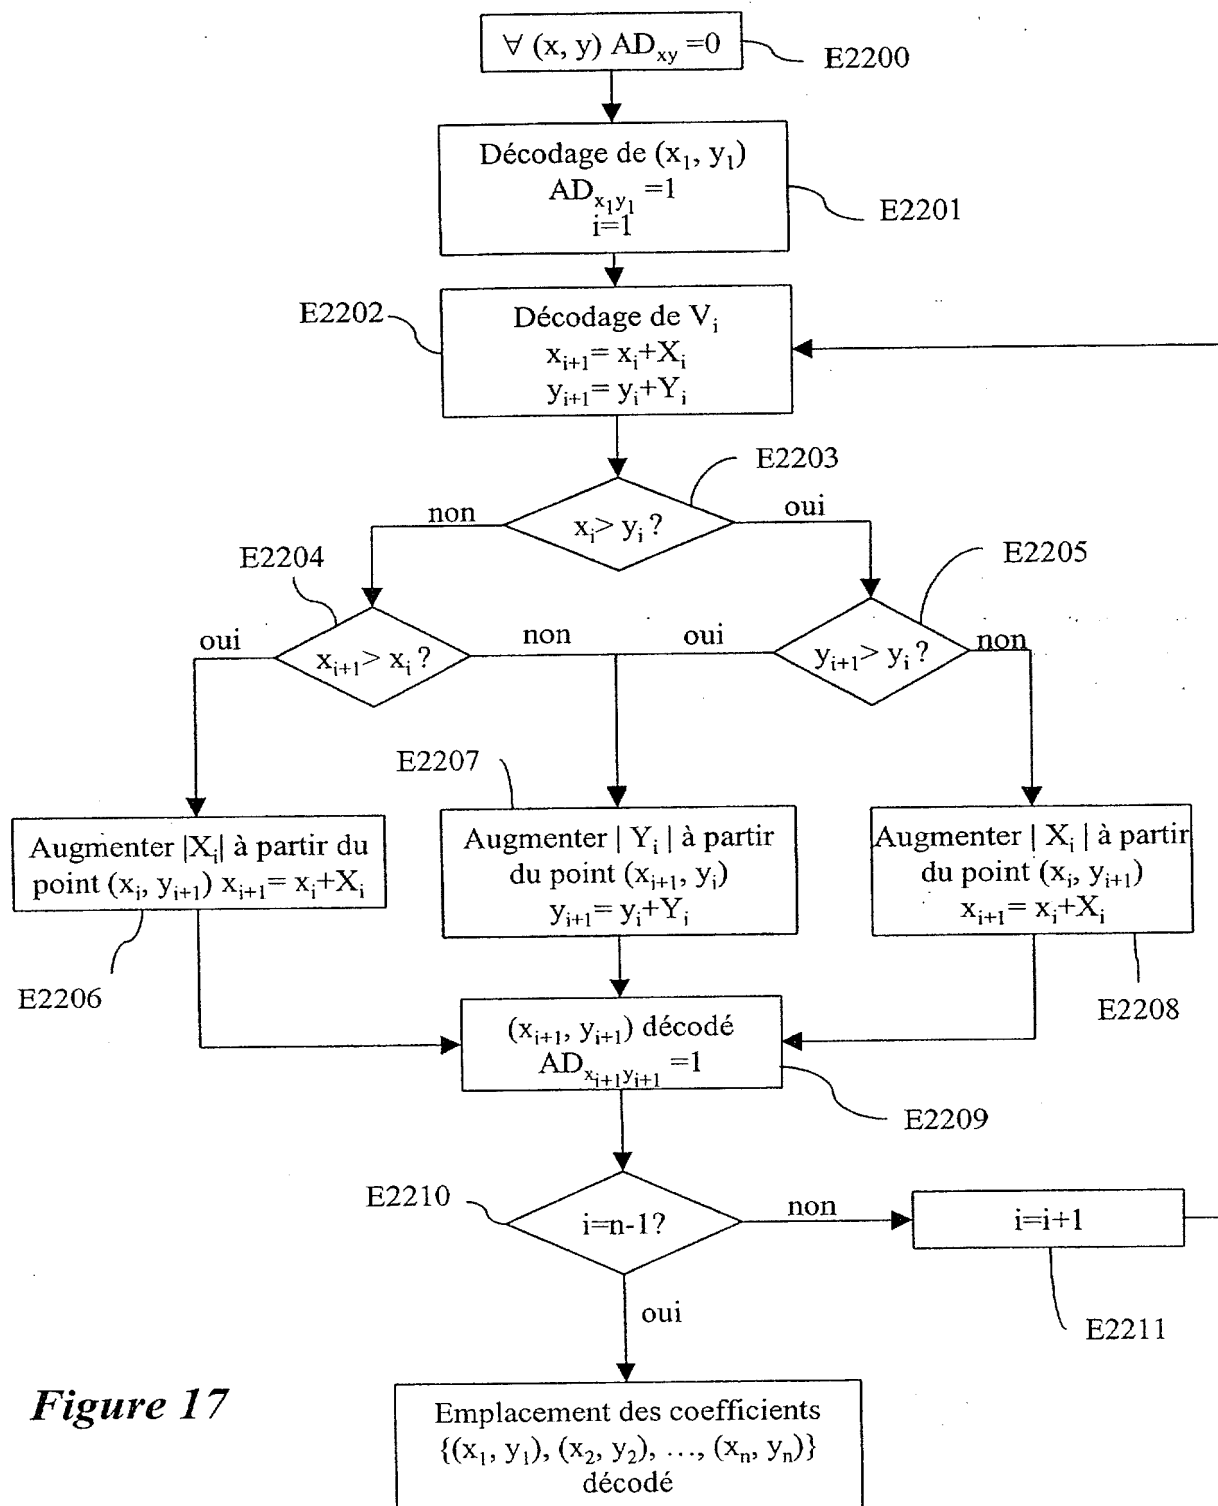 ∀ (x, y) AD_xy =0
E2200
Décodage de (x₁, y₁)
AD_x₁y₁ =1
i=1
E2201
E2202
Décodage de Vᵢ
xᵢ₊₁= xᵢ+Xᵢ
yᵢ₊₁= yᵢ+Yᵢ
E2203
non
xᵢ> yᵢ ?
oui
E2204
E2205
oui
xᵢ₊₁> xᵢ ?
non
oui
yᵢ₊₁> yᵢ ?
non
E2207
Augmenter |Xᵢ| à partir du
point (xᵢ, yᵢ₊₁) xᵢ₊₁= xᵢ+Xᵢ
E2206
Augmenter | Yᵢ | à partir
du point (xᵢ₊₁, yᵢ)
yᵢ₊₁= yᵢ+Yᵢ
Augmenter | Xᵢ | à partir
du point (xᵢ, yᵢ₊₁)
xᵢ₊₁= xᵢ+Xᵢ
E2208
(xᵢ₊₁, yᵢ₊₁) décodé
AD_xᵢ₊₁yᵢ₊₁ =1
E2209
E2210
i=n-1?
non
i=i+1
E2211
oui
Figure 17
Emplacement des coefficients
{(x₁, y₁), (x₂, y₂), …, (xₙ, yₙ)}
décodé